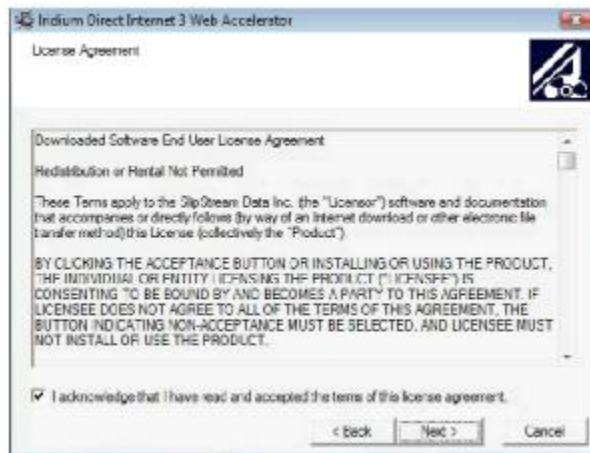 Iridium Direct Internet 3 Web Accelerator
License Agreement
Downloaded Software End User License Agreement
Redistribution or Rental Not Permitted
These Terms apply to the SlipStream Data Inc. (the "Licensor") software and documentation
that accompanies or directly follows (by way of an Internet download or other electronic file
transfer method) this License (collectively the "Product").
BY CLICKING THE ACCEPTANCE BUTTON OR INSTALLING OR USING THE PRODUCT,
THE INDIVIDUAL OR ENTITY LICENSING THE PRODUCT ("LICENSEE") IS
CONSENTING TO BE BOUND BY AND BECOMES A PARTY TO THIS AGREEMENT. IF
LICENSEE DOES NOT AGREE TO ALL OF THE TERMS OF THIS AGREEMENT, THE
BUTTON INDICATING NON-ACCEPTANCE MUST BE SELECTED, AND LICENSEE MUST
NOT INSTALL OR USE THE PRODUCT.
I acknowledge that I have read and accepted the terms of this license agreement.
< Back Next > Cancel